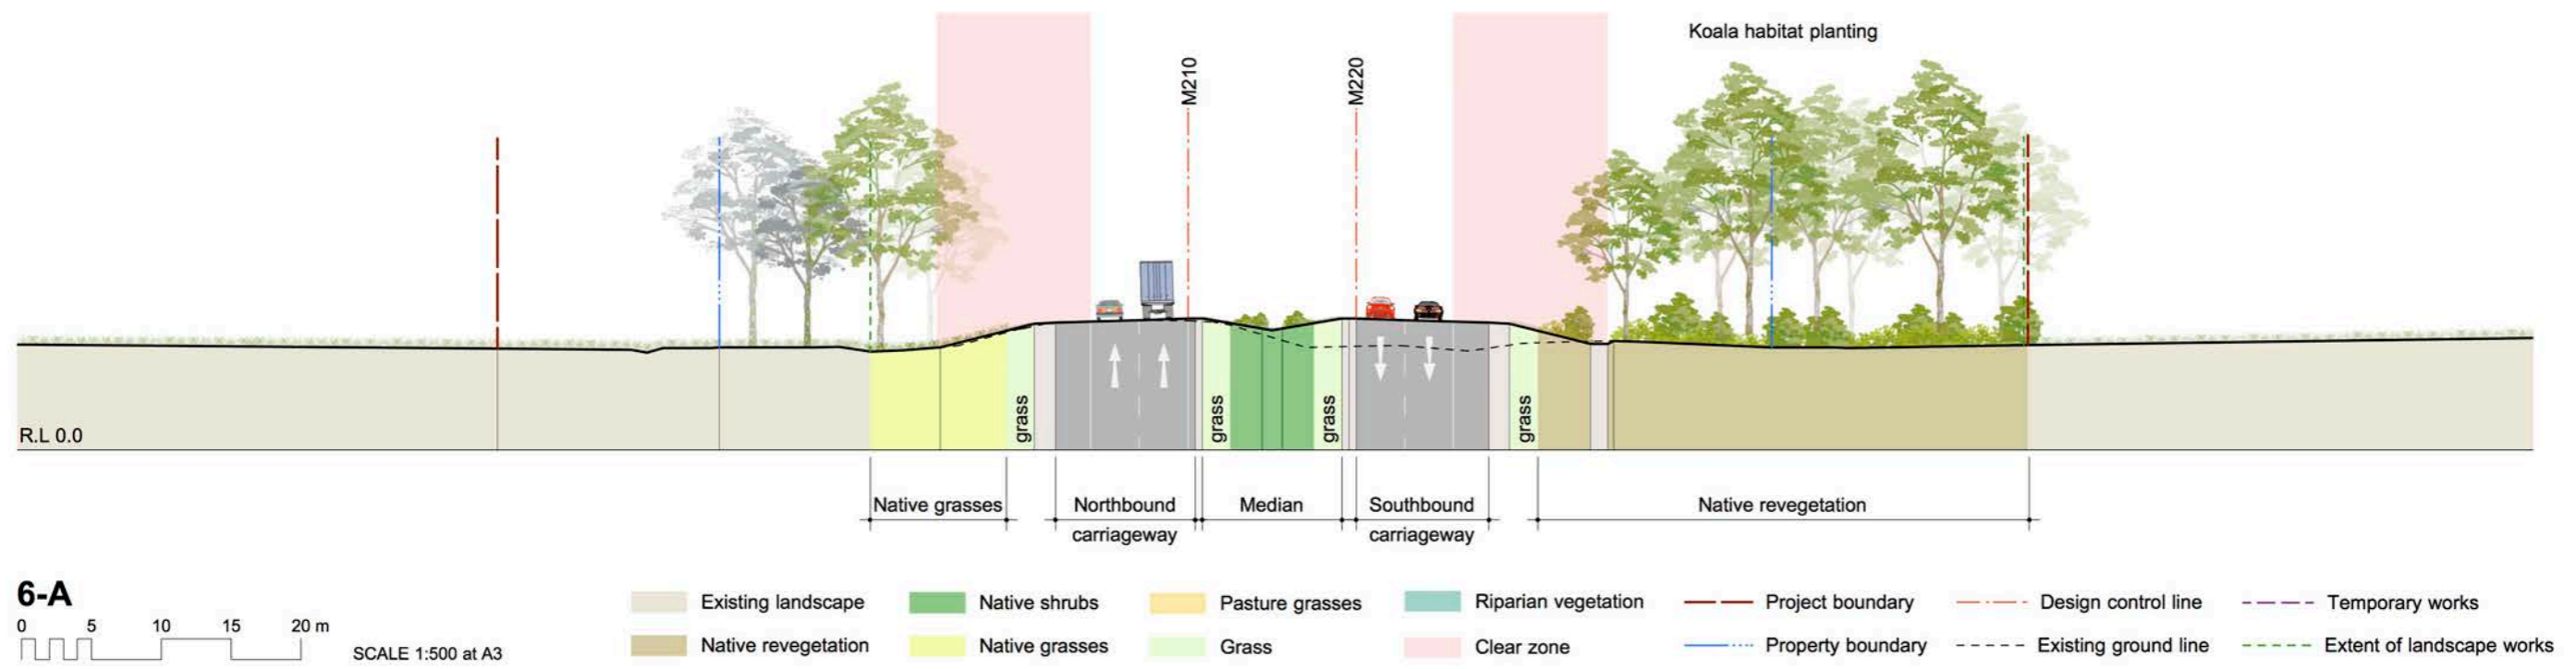 Koala habitat planting
M210
M220
R.L 0.0
grass
grass
grass
grass
Native grasses
Northbound
carriageway
Median
Southbound
carriageway
Native revegetation
6-A
0 5 10 15 20 m
SCALE 1:500 at A3
Existing landscape
Native shrubs
Pasture grasses
Riparian vegetation
Project boundary
Design control line
Temporary works
Native revegetation
Native grasses
Grass
Clear zone
Property boundary
Existing ground line
Extent of landscape works